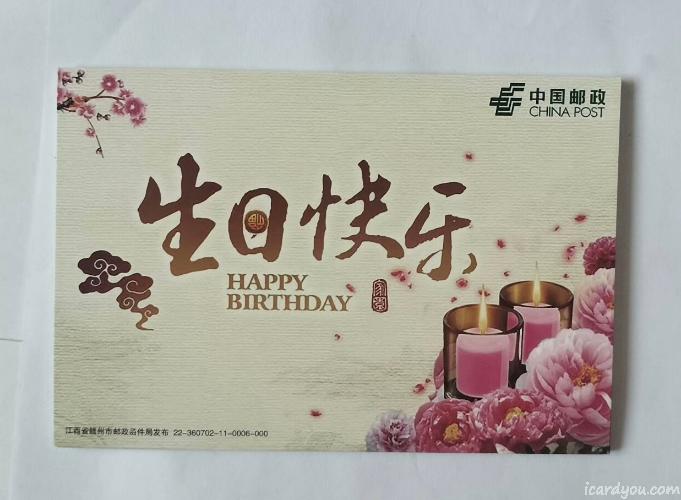 中国邮政
CHINA POST
生日快乐
HAPPY
BIRTHDAY
江西省赣州市邮政函件局发布 22-360702-11-0006-000
icardyou.com